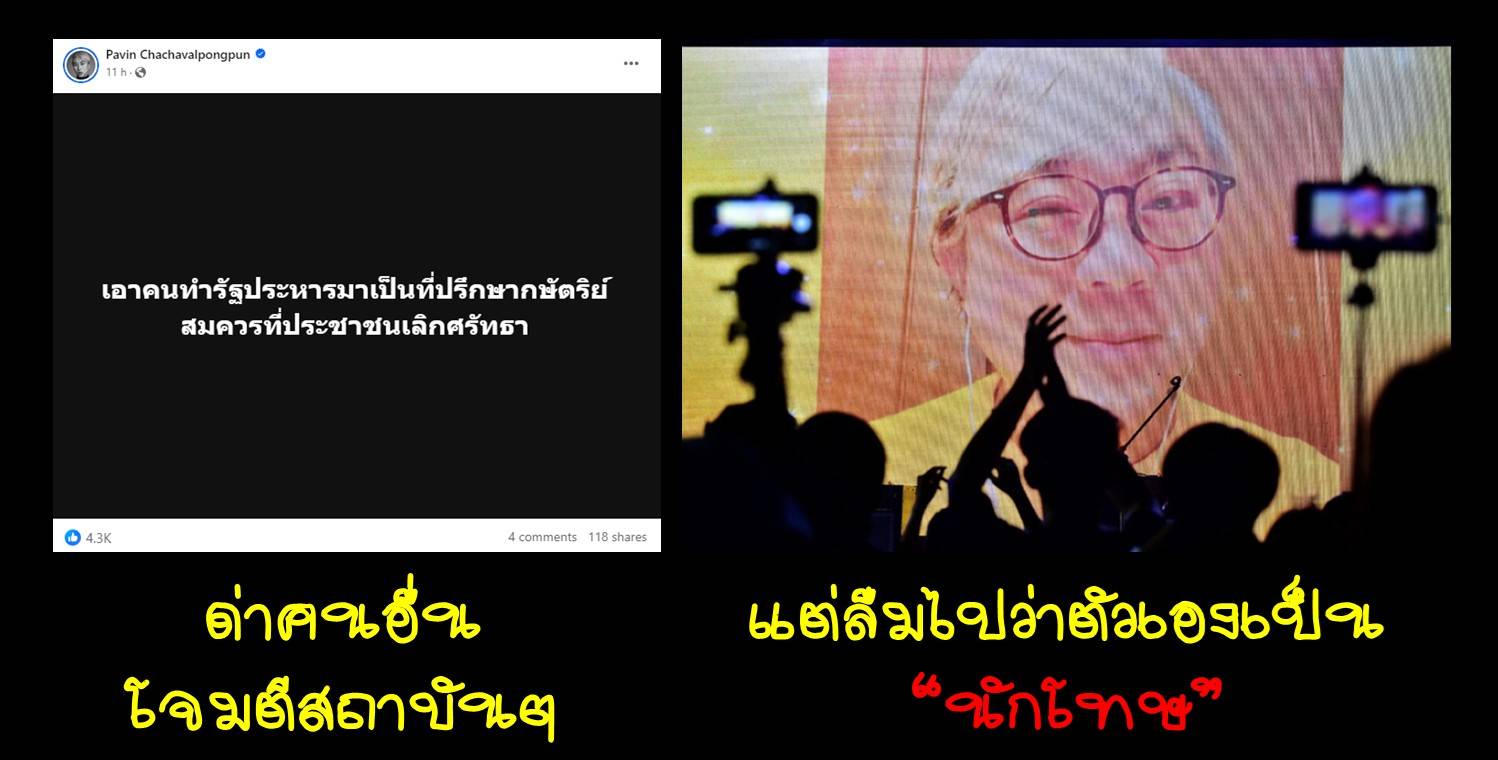 Pavin Chachavalpongpun
11 h
เอาคนทำรัฐประหารมาเป็นที่ปรึกษากษัตริย์
สมควรที่ประชาชนเลิกศรัทธา
4.3K
4 comments 118 shares
ด่าคนอื่น
โจมตีสถาบันฯ
แต่ลืมไปว่าตัวเองเป็น
“นักโทษ”